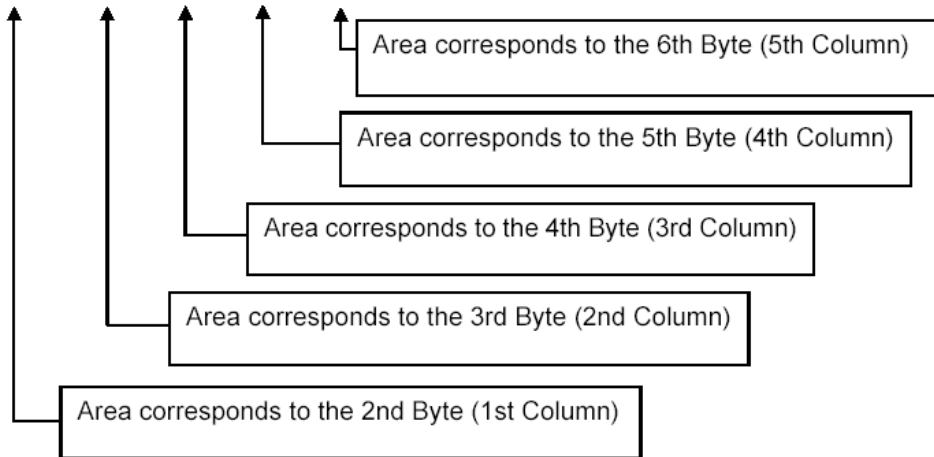 Area corresponds to the 6th Byte (5th Column)
Area corresponds to the 5th Byte (4th Column)
Area corresponds to the 4th Byte (3rd Column)
Area corresponds to the 3rd Byte (2nd Column)
Area corresponds to the 2nd Byte (1st Column)